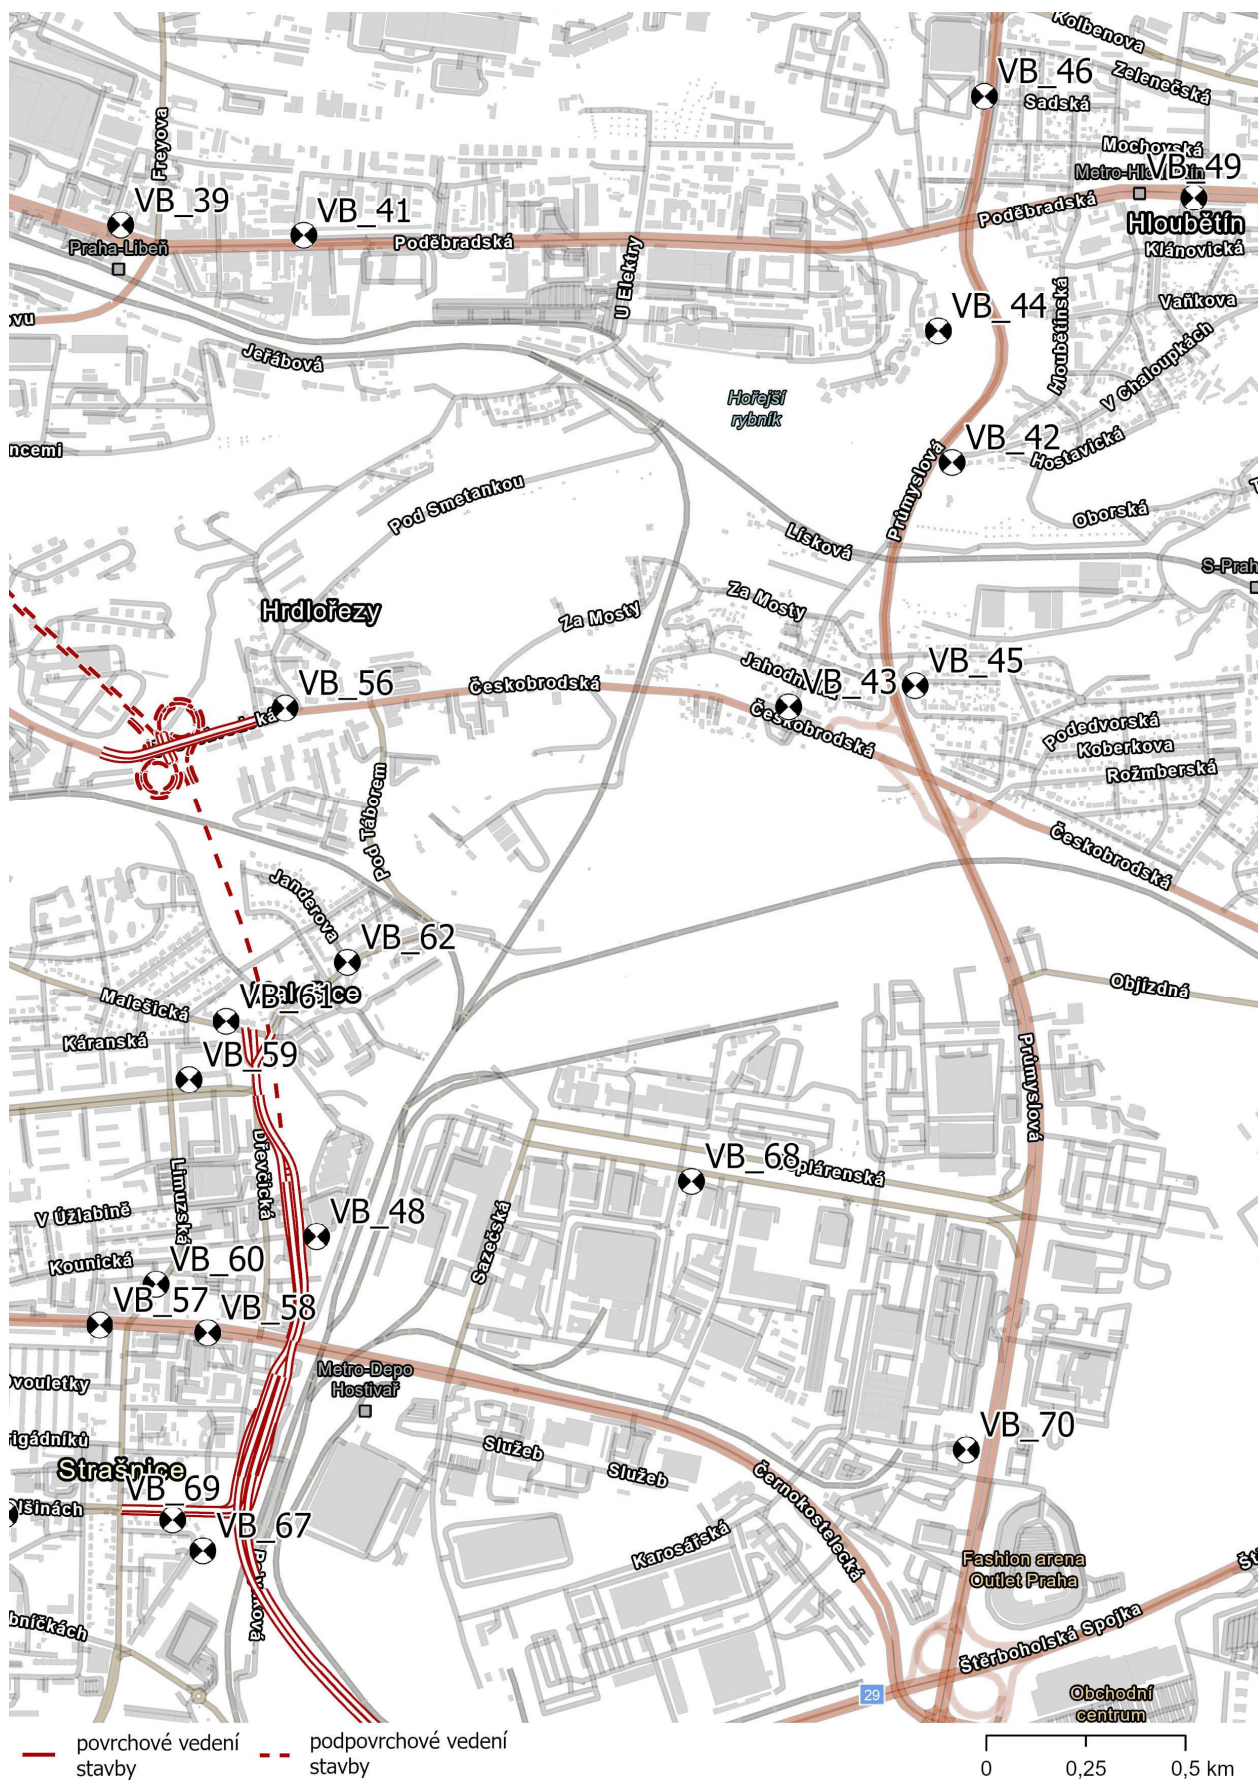 Kolbenova
VB_46
Zelenečská
Sadská
Freyova
Mochovská
VB_49
VB_39
VB_41
Poděbradská
Hloubětín
Praha-Libeň
Poděbradská
Klánovická
U Elektry
VB_44
Vaňkova
Hloubětínská
Jeřábová
V Chaloupkách
Hořejší
rybník
VB_42
Hostavická
Průmyslová
Pod Smetankou
Oborská
Lísková
Hrdlořezy
Za Mosty
Za Mosty
VB_56
Českobrodská
VB_43
VB_45
Českobrodská
Podedvorská
Koberkova
Rožmberská
pod Táborem
Českobrodská
Janderova
VB_62
Objízdná
Malešická
VB_61
Káranská
VB_59
Průmyslová
Dřevčická
Limuzská
VB_68
V Úžlabině
VB_48
Sazečská
Kounická
VB_60
VB_57
VB_58
Metro-Depo
Hostivař
VB_70
Služeb
Služeb
Strašnice
VB_69
VB_67
Černokostelecká
Karosářská
Fashion arena
Outlet Praha
Štěrboholská Spojka
29
Obchodní
centrum
povrchové vedení
stavby
podpovrchové vedení
stavby
0
0,25
0,5 km